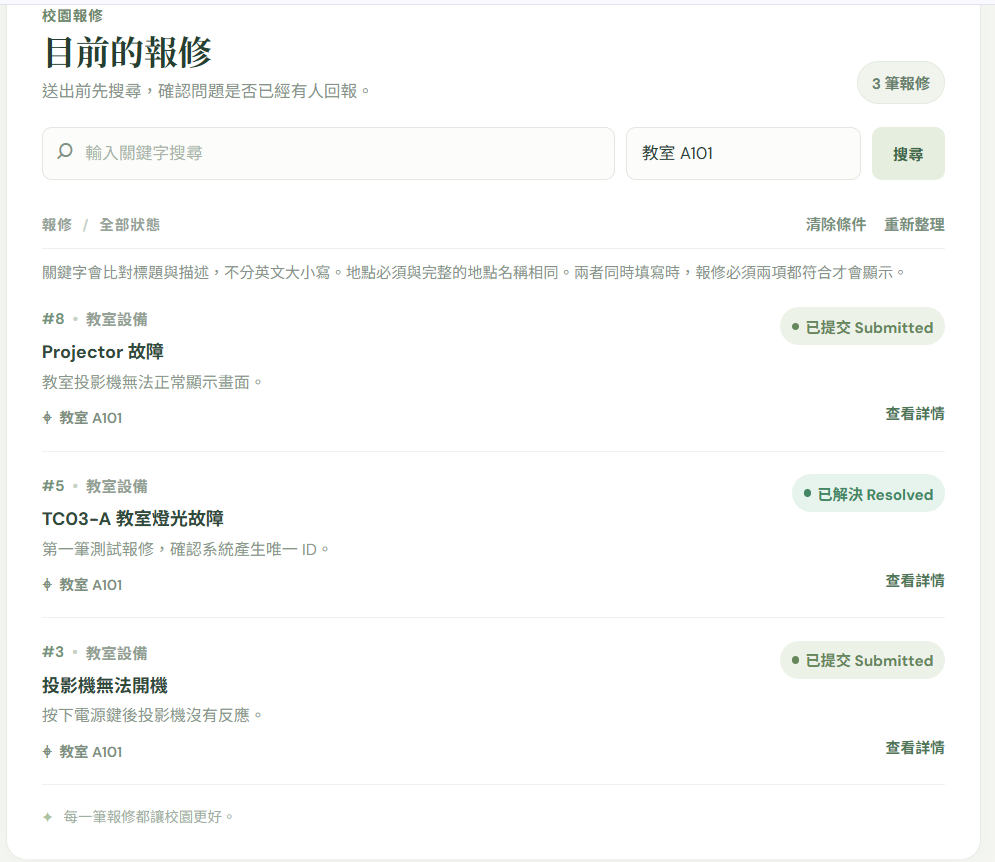 校園報修
目前的報修
送出前先搜尋，確認問題是否已經有人回報。
3 筆報修
輸入關鍵字搜尋
教室 A101
搜尋
報修 / 全部狀態
清除條件 重新整理
關鍵字會比對標題與描述，不分英文大小寫。地點必須與完整的地點名稱相同。兩者同時填寫時，報修必須兩項都符合才會顯示。
#8 • 教室設備
已提交 Submitted
Projector 故障
教室投影機無法正常顯示畫面。
教室 A101
查看詳情
#5 • 教室設備
已解決 Resolved
TC03-A 教室燈光故障
第一筆測試報修，確認系統產生唯一 ID。
教室 A101
查看詳情
#3 • 教室設備
已提交 Submitted
投影機無法開機
按下電源鍵後投影機沒有反應。
教室 A101
查看詳情
每一筆報修都讓校園更好。